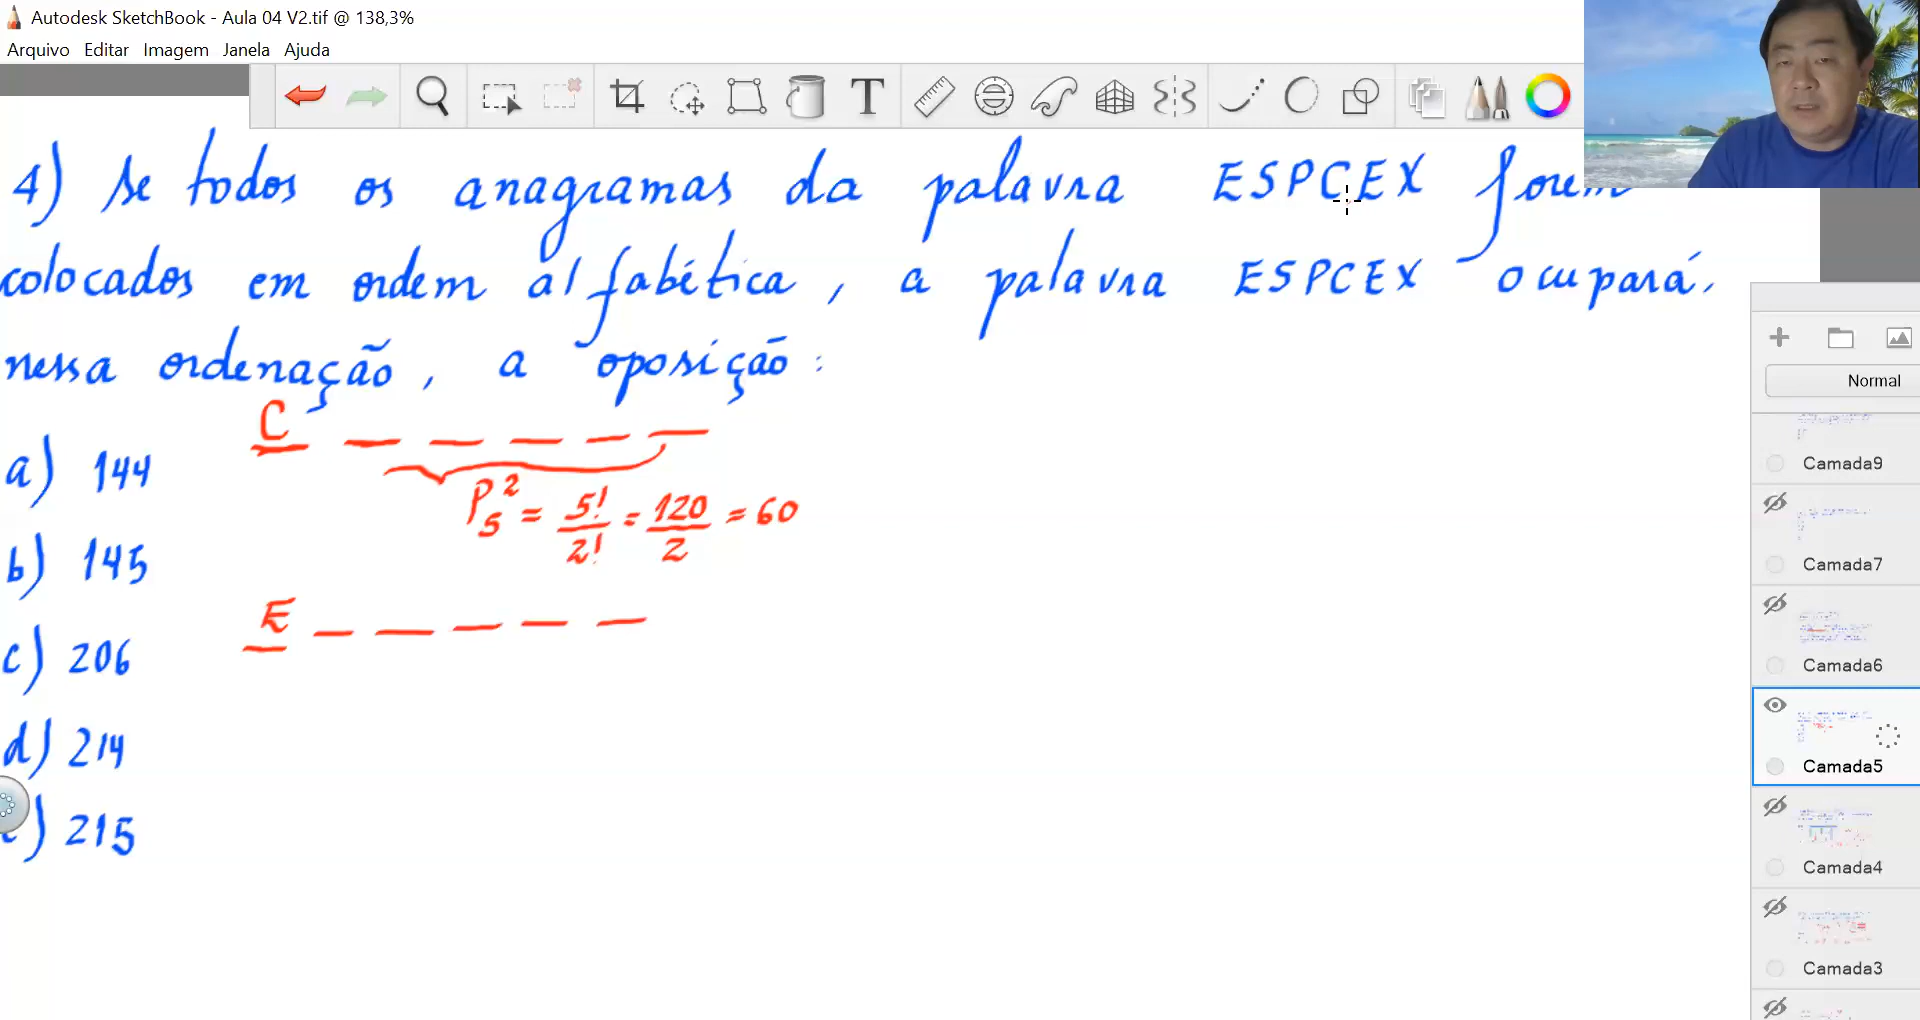 Autodesk SketchBook - Aula 04 V2.tif @ 138,3%
Arquivo Editar Imagem Janela Ajuda
4) Se todos os anagramas da palavra ESPCEX forem
colocados em ordem alfabética, a palavra ESPCEX ocupará,
nessa ordenação, a oposição:
C _ _ _ _ _
a) 144
P₅² = 5!/2! = 120/2 = 60
b) 145
E _ _ _ _ _
c) 206
d) 214
) 215
Normal
Camada9
Camada7
Camada6
Camada5
Camada4
Camada3